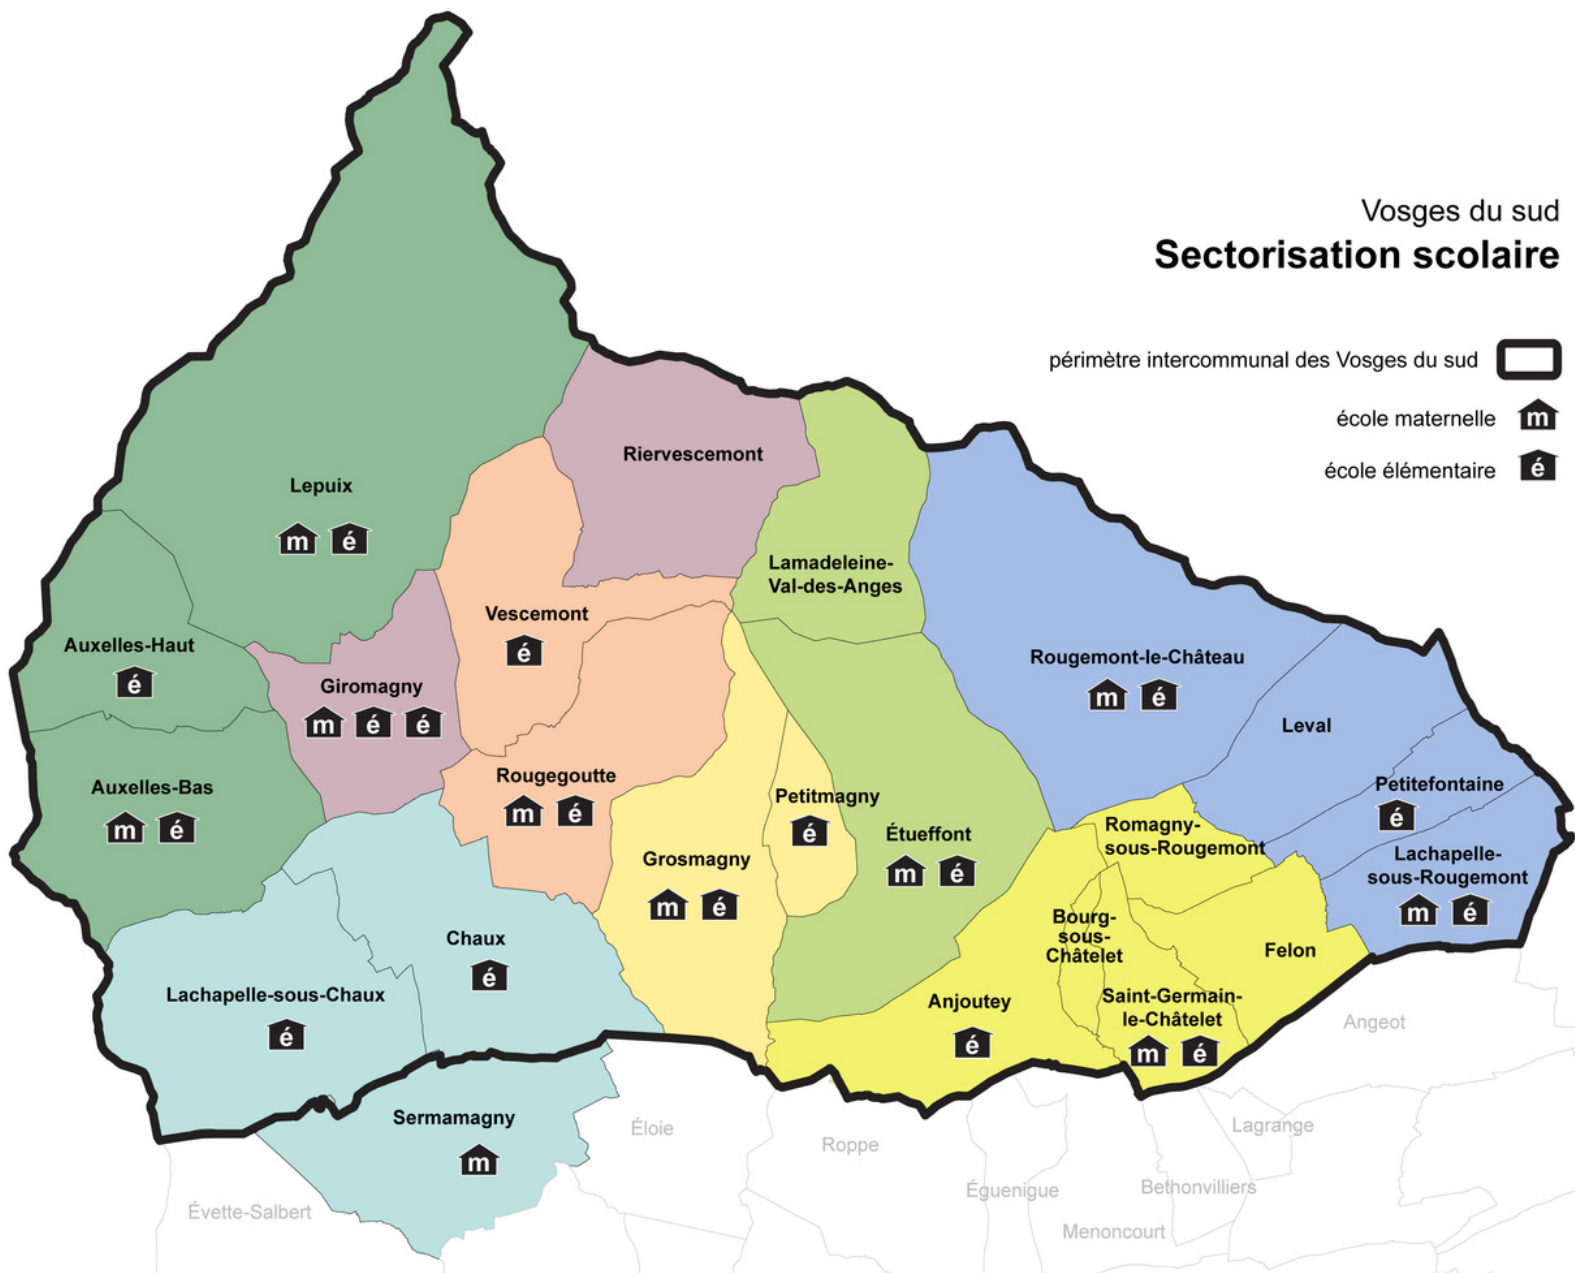 Vosges du sud
Sectorisation scolaire
périmètre intercommunal des Vosges du sud
école maternelle m
école élémentaire é
Riervescemont
Lepuix
m é
Lamadeleine-
Val-des-Anges
Vescemont
é
Auxelles-Haut
é
Rougemont-le-Château
m é
Giromagny
m é é
Leval
Rougegoutte
m é
Auxelles-Bas
m é
Petitefontaine
é
Petitmagny
é
Étueffont
m é
Romagny-
sous-Rougemont
Grosmagny
m é
Lachapelle-
sous-Rougemont
m é
Bourg-
sous-
Châtelet
Chaux
é
Felon
Lachapelle-sous-Chaux
é
Anjoutey
é
Saint-Germain-
le-Châtelet
m é
Angeot
Sermamagny
m
Éloie
Roppe
Lagrange
Éguenigue
Bethonvilliers
Évette-Salbert
Menoncourt